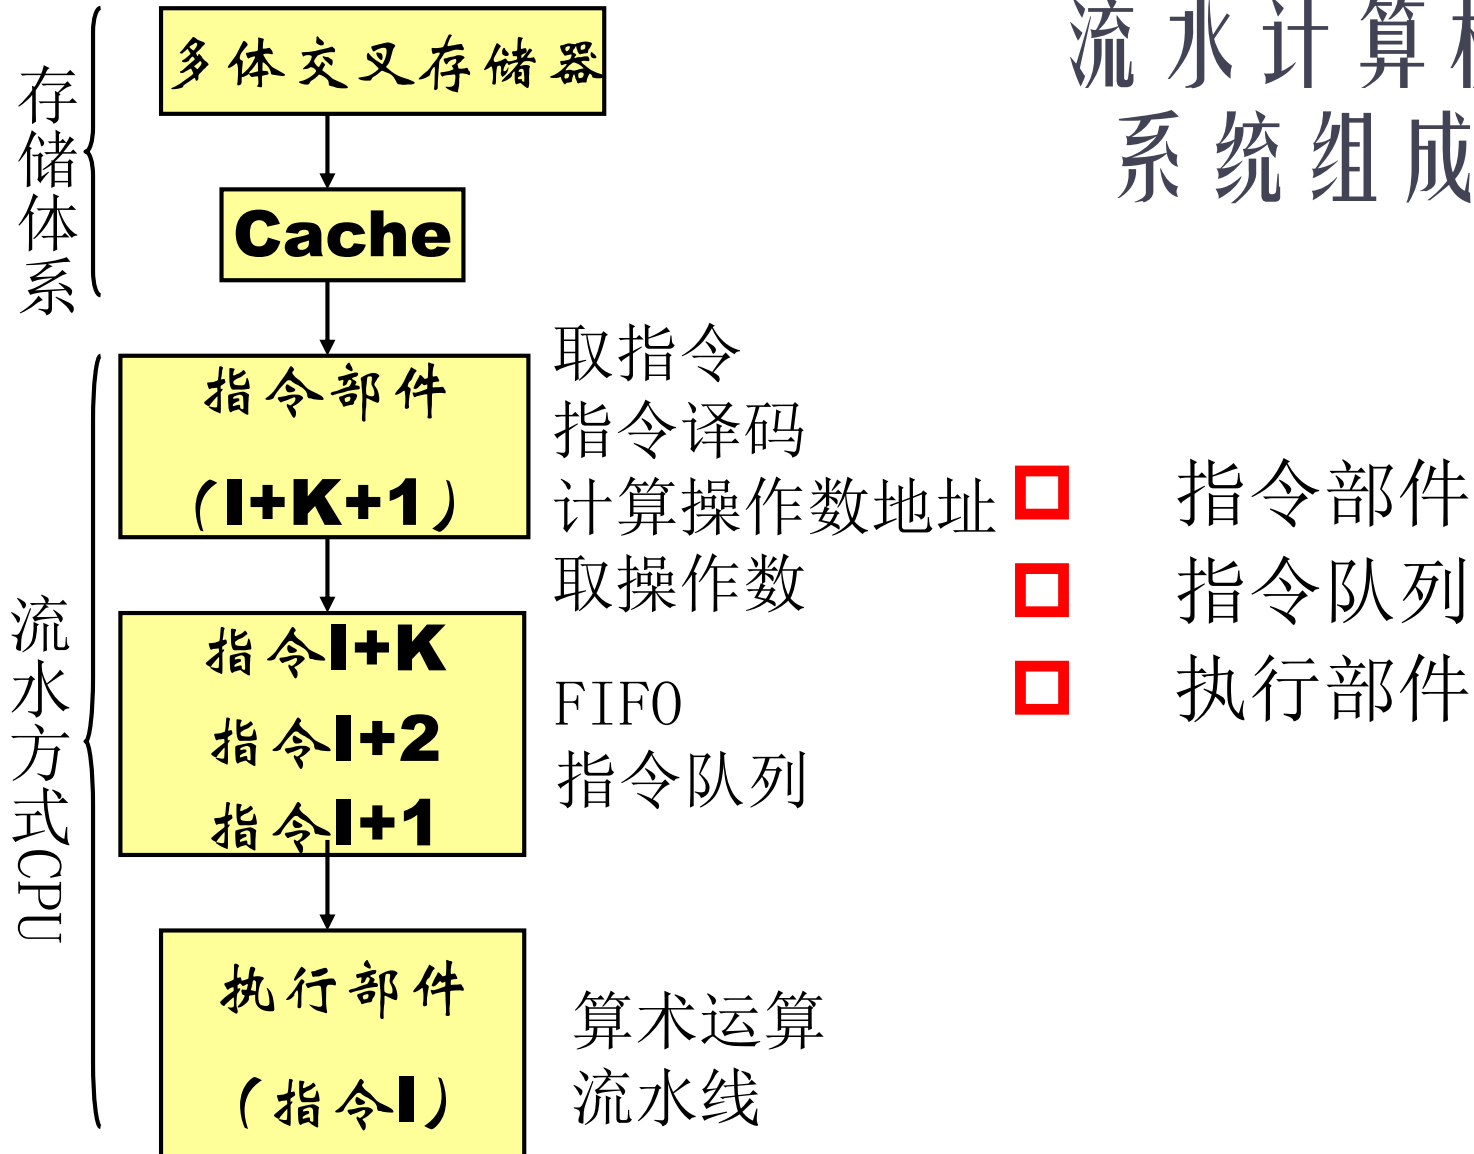 流水计算机
系统组成
存储体系
多体交叉存储器
Cache
流水方式CPU
指令部件
(I+K+1)
取指令
指令译码
计算操作数地址
取操作数
指令I+K
指令I+2
指令I+1
FIFO
指令队列
执行部件
(指令I)
算术运算
流水线
指令部件
指令队列
执行部件